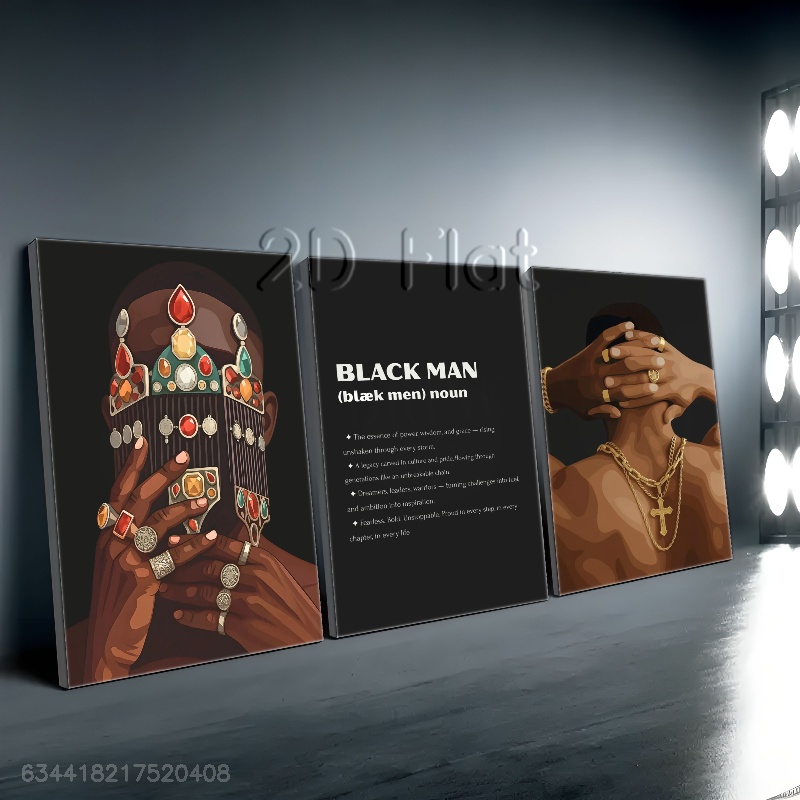 2D Flat
BLACK MAN
(blæk men) noun
✦ The essence of power, wisdom, and grace — rising
unshaken through every storm.
✦ A legacy carved in culture and pride, flowing through
generations like an unbreakable chain.
✦ Dreamers, leaders, warriors — turning challenges into fuel,
and ambition into inspiration.
✦ Fearless. Bold. Unstoppable. Proud in every step, in every
chapter, in every life
634418217520408